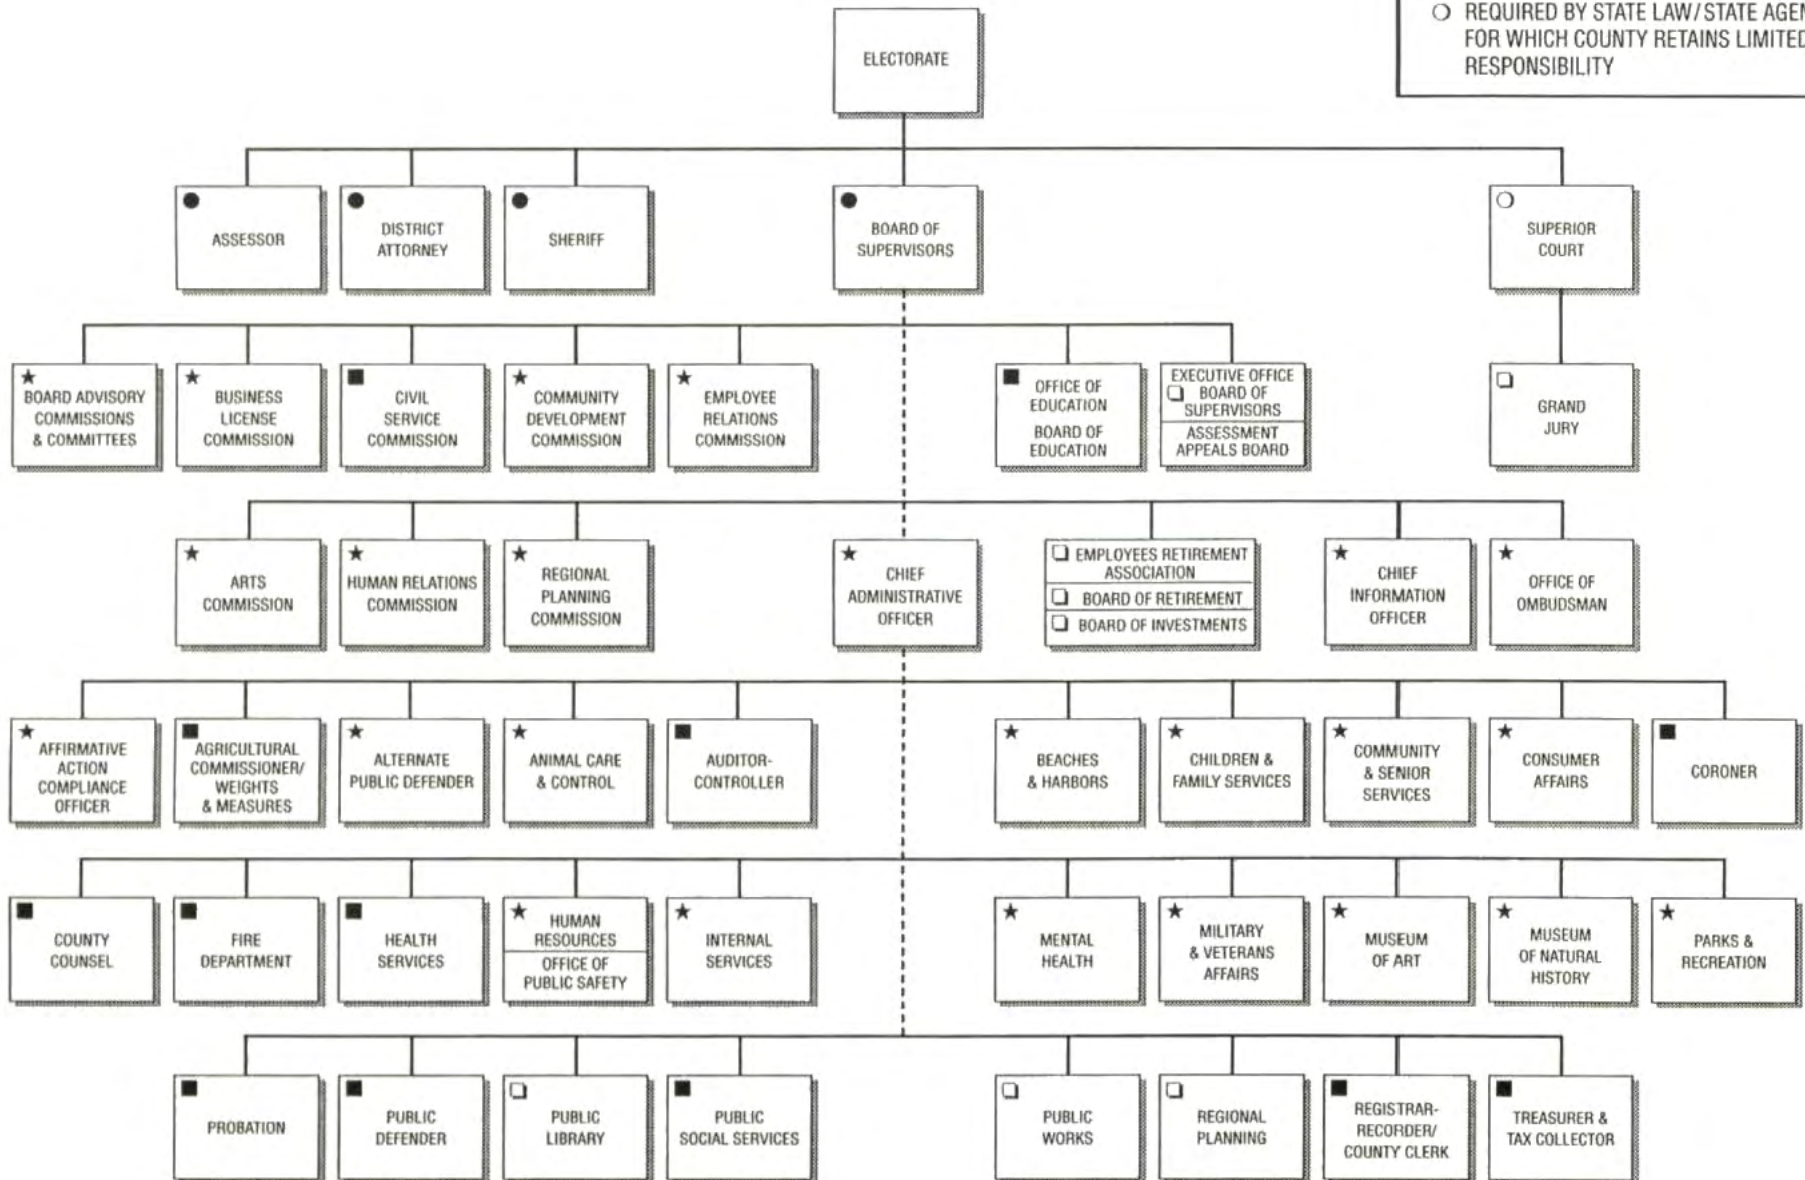 ○ REQUIRED BY STATE LAW/STATE AGEN
FOR WHICH COUNTY RETAINS LIMITED
RESPONSIBILITY
ELECTORATE
ASSESSOR
DISTRICT
ATTORNEY
SHERIFF
BOARD OF
SUPERVISORS
SUPERIOR
COURT
BOARD ADVISORY
COMMISSIONS
& COMMITTEES
BUSINESS
LICENSE
COMMISSION
CIVIL
SERVICE
COMMISSION
COMMUNITY
DEVELOPMENT
COMMISSION
EMPLOYEE
RELATIONS
COMMISSION
OFFICE OF
EDUCATION
BOARD OF
EDUCATION
EXECUTIVE OFFICE
BOARD OF
SUPERVISORS
ASSESSMENT
APPEALS BOARD
GRAND
JURY
ARTS
COMMISSION
HUMAN RELATIONS
COMMISSION
REGIONAL
PLANNING
COMMISSION
CHIEF
ADMINISTRATIVE
OFFICER
EMPLOYEES RETIREMENT
ASSOCIATION
BOARD OF RETIREMENT
BOARD OF INVESTMENTS
CHIEF
INFORMATION
OFFICER
OFFICE OF
OMBUDSMAN
AFFIRMATIVE
ACTION
COMPLIANCE
OFFICER
AGRICULTURAL
COMMISSIONER/
WEIGHTS
& MEASURES
ALTERNATE
PUBLIC DEFENDER
ANIMAL CARE
& CONTROL
AUDITOR-
CONTROLLER
BEACHES
& HARBORS
CHILDREN &
FAMILY SERVICES
COMMUNITY
& SENIOR
SERVICES
CONSUMER
AFFAIRS
CORONER
COUNTY
COUNSEL
FIRE
DEPARTMENT
HEALTH
SERVICES
HUMAN
RESOURCES
OFFICE OF
PUBLIC SAFETY
INTERNAL
SERVICES
MENTAL
HEALTH
MILITARY
& VETERANS
AFFAIRS
MUSEUM
OF ART
MUSEUM
OF NATURAL
HISTORY
PARKS &
RECREATION
PROBATION
PUBLIC
DEFENDER
PUBLIC
LIBRARY
PUBLIC
SOCIAL SERVICES
PUBLIC
WORKS
REGIONAL
PLANNING
REGISTRAR-
RECORDER/
COUNTY CLERK
TREASURER &
TAX COLLECTOR